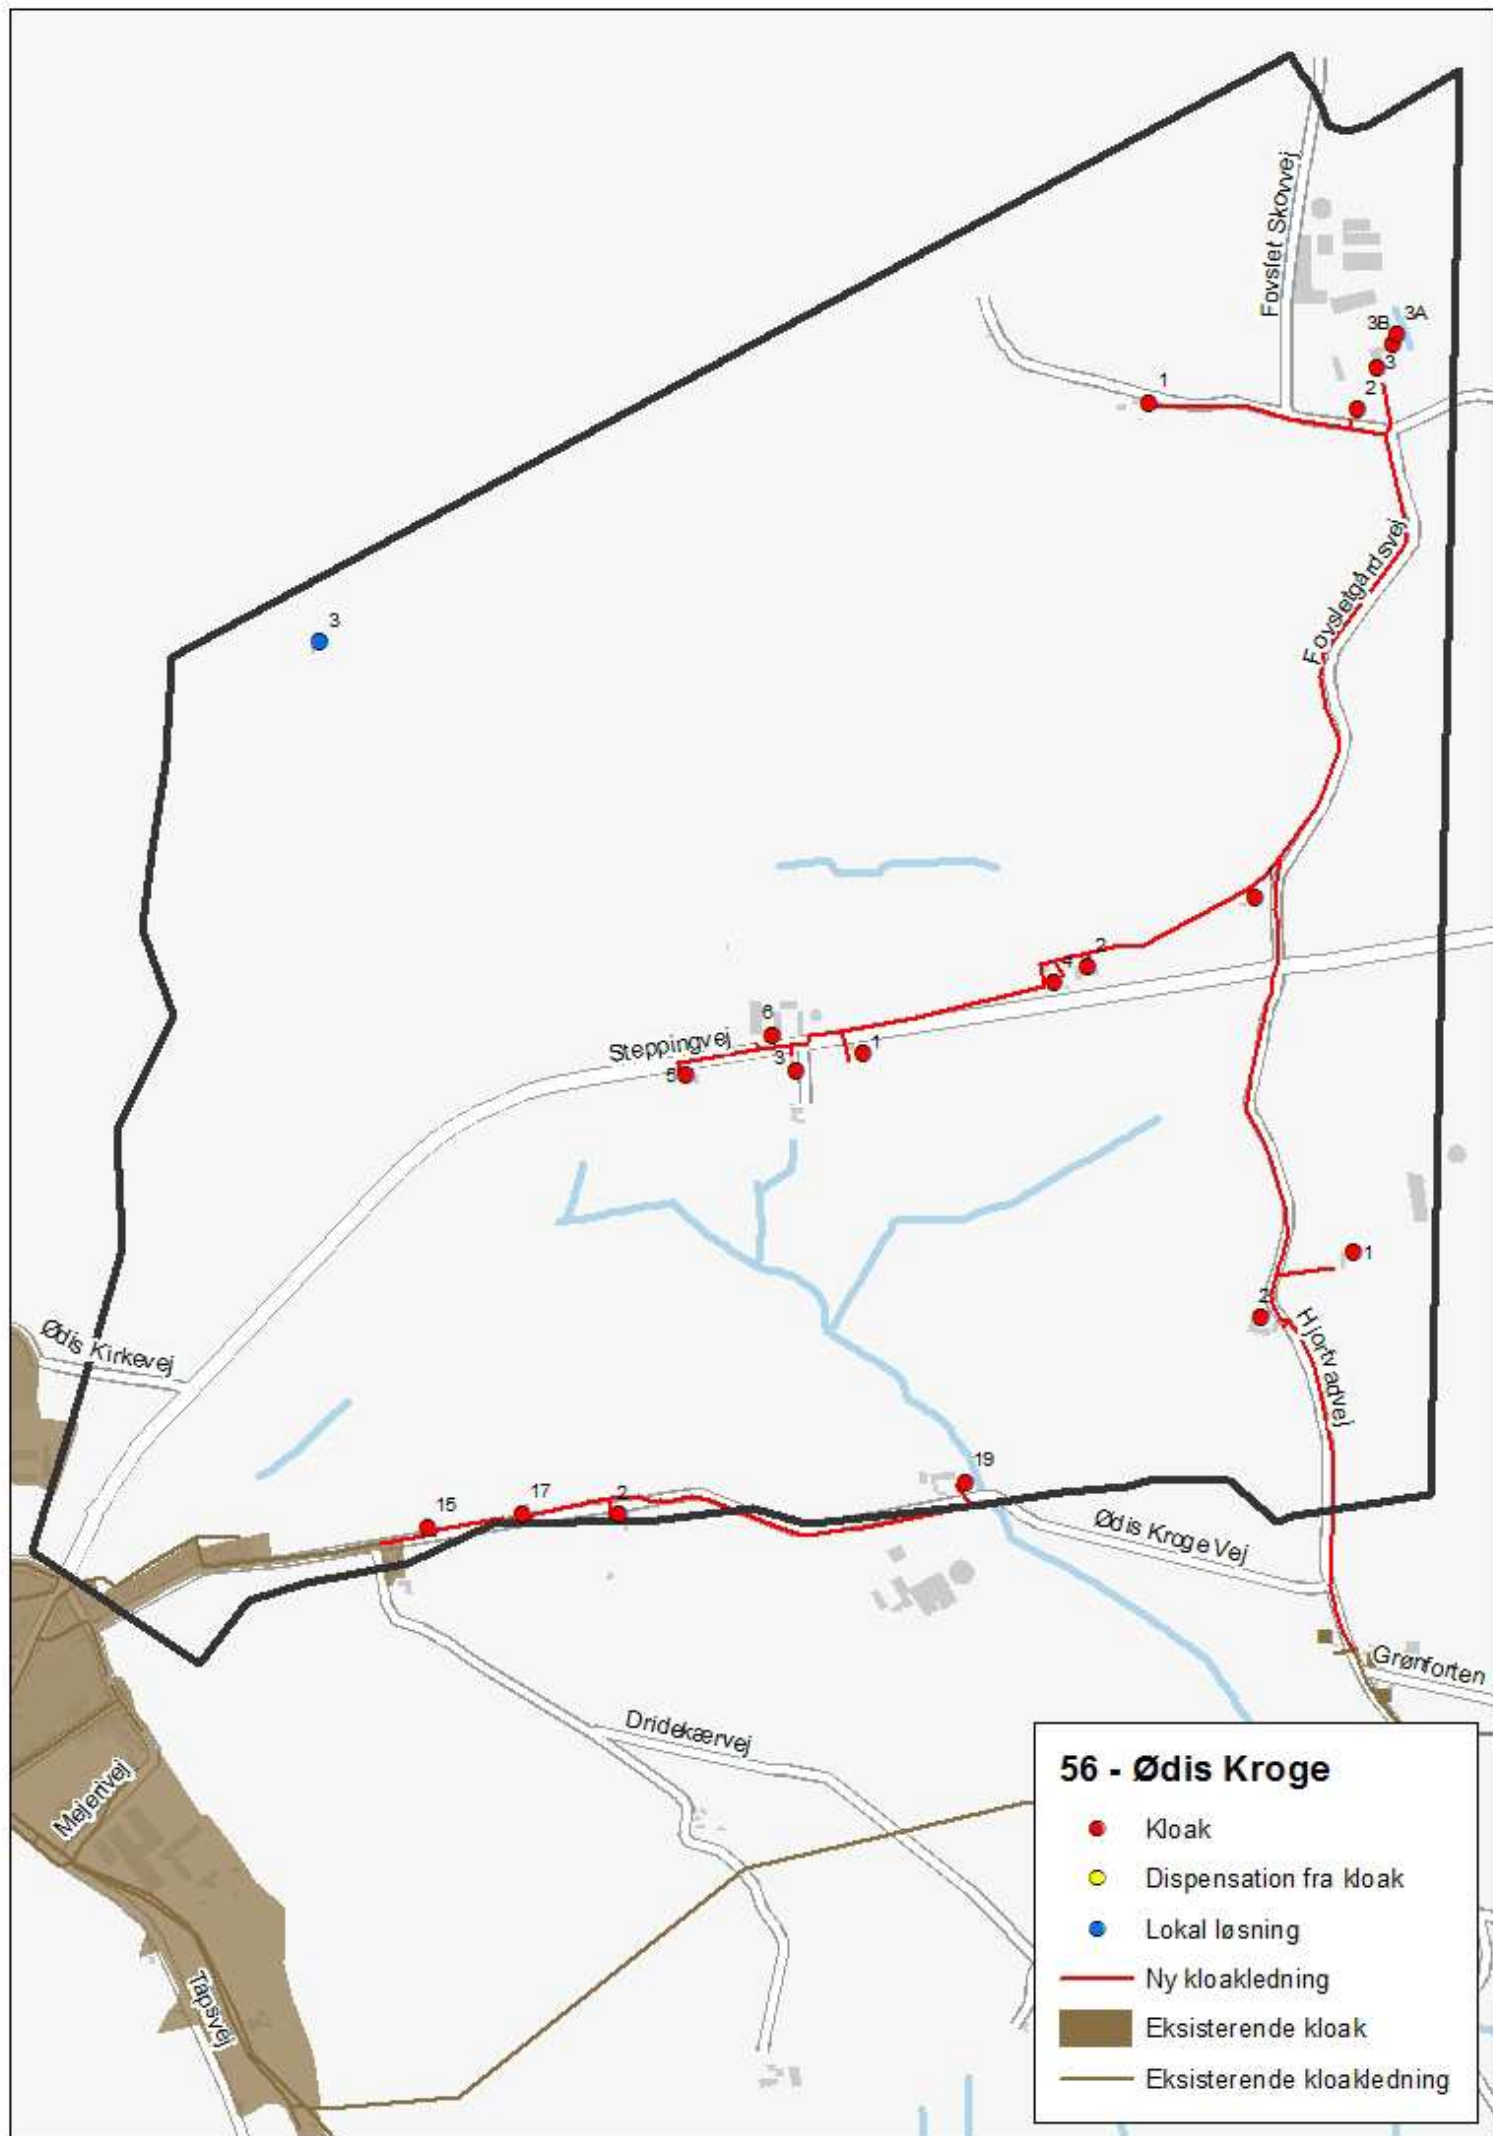 Fovslet Skovvej
3A
3B
3
2
1
Fovsletgårdsvej
3
2
4
6
Steppingvej
3
1
5
1
2
Hjortvadvej
Ødis Kirkevej
19
17
2
15
Ødis Kroge Vej
Grønforten
Dridekærvej
Mejerivej
Tapsvej
56 - Ødis Kroge
Kloak
Dispensation fra kloak
Lokal løsning
Ny kloakledning
Eksisterende kloak
Eksisterende kloakledning